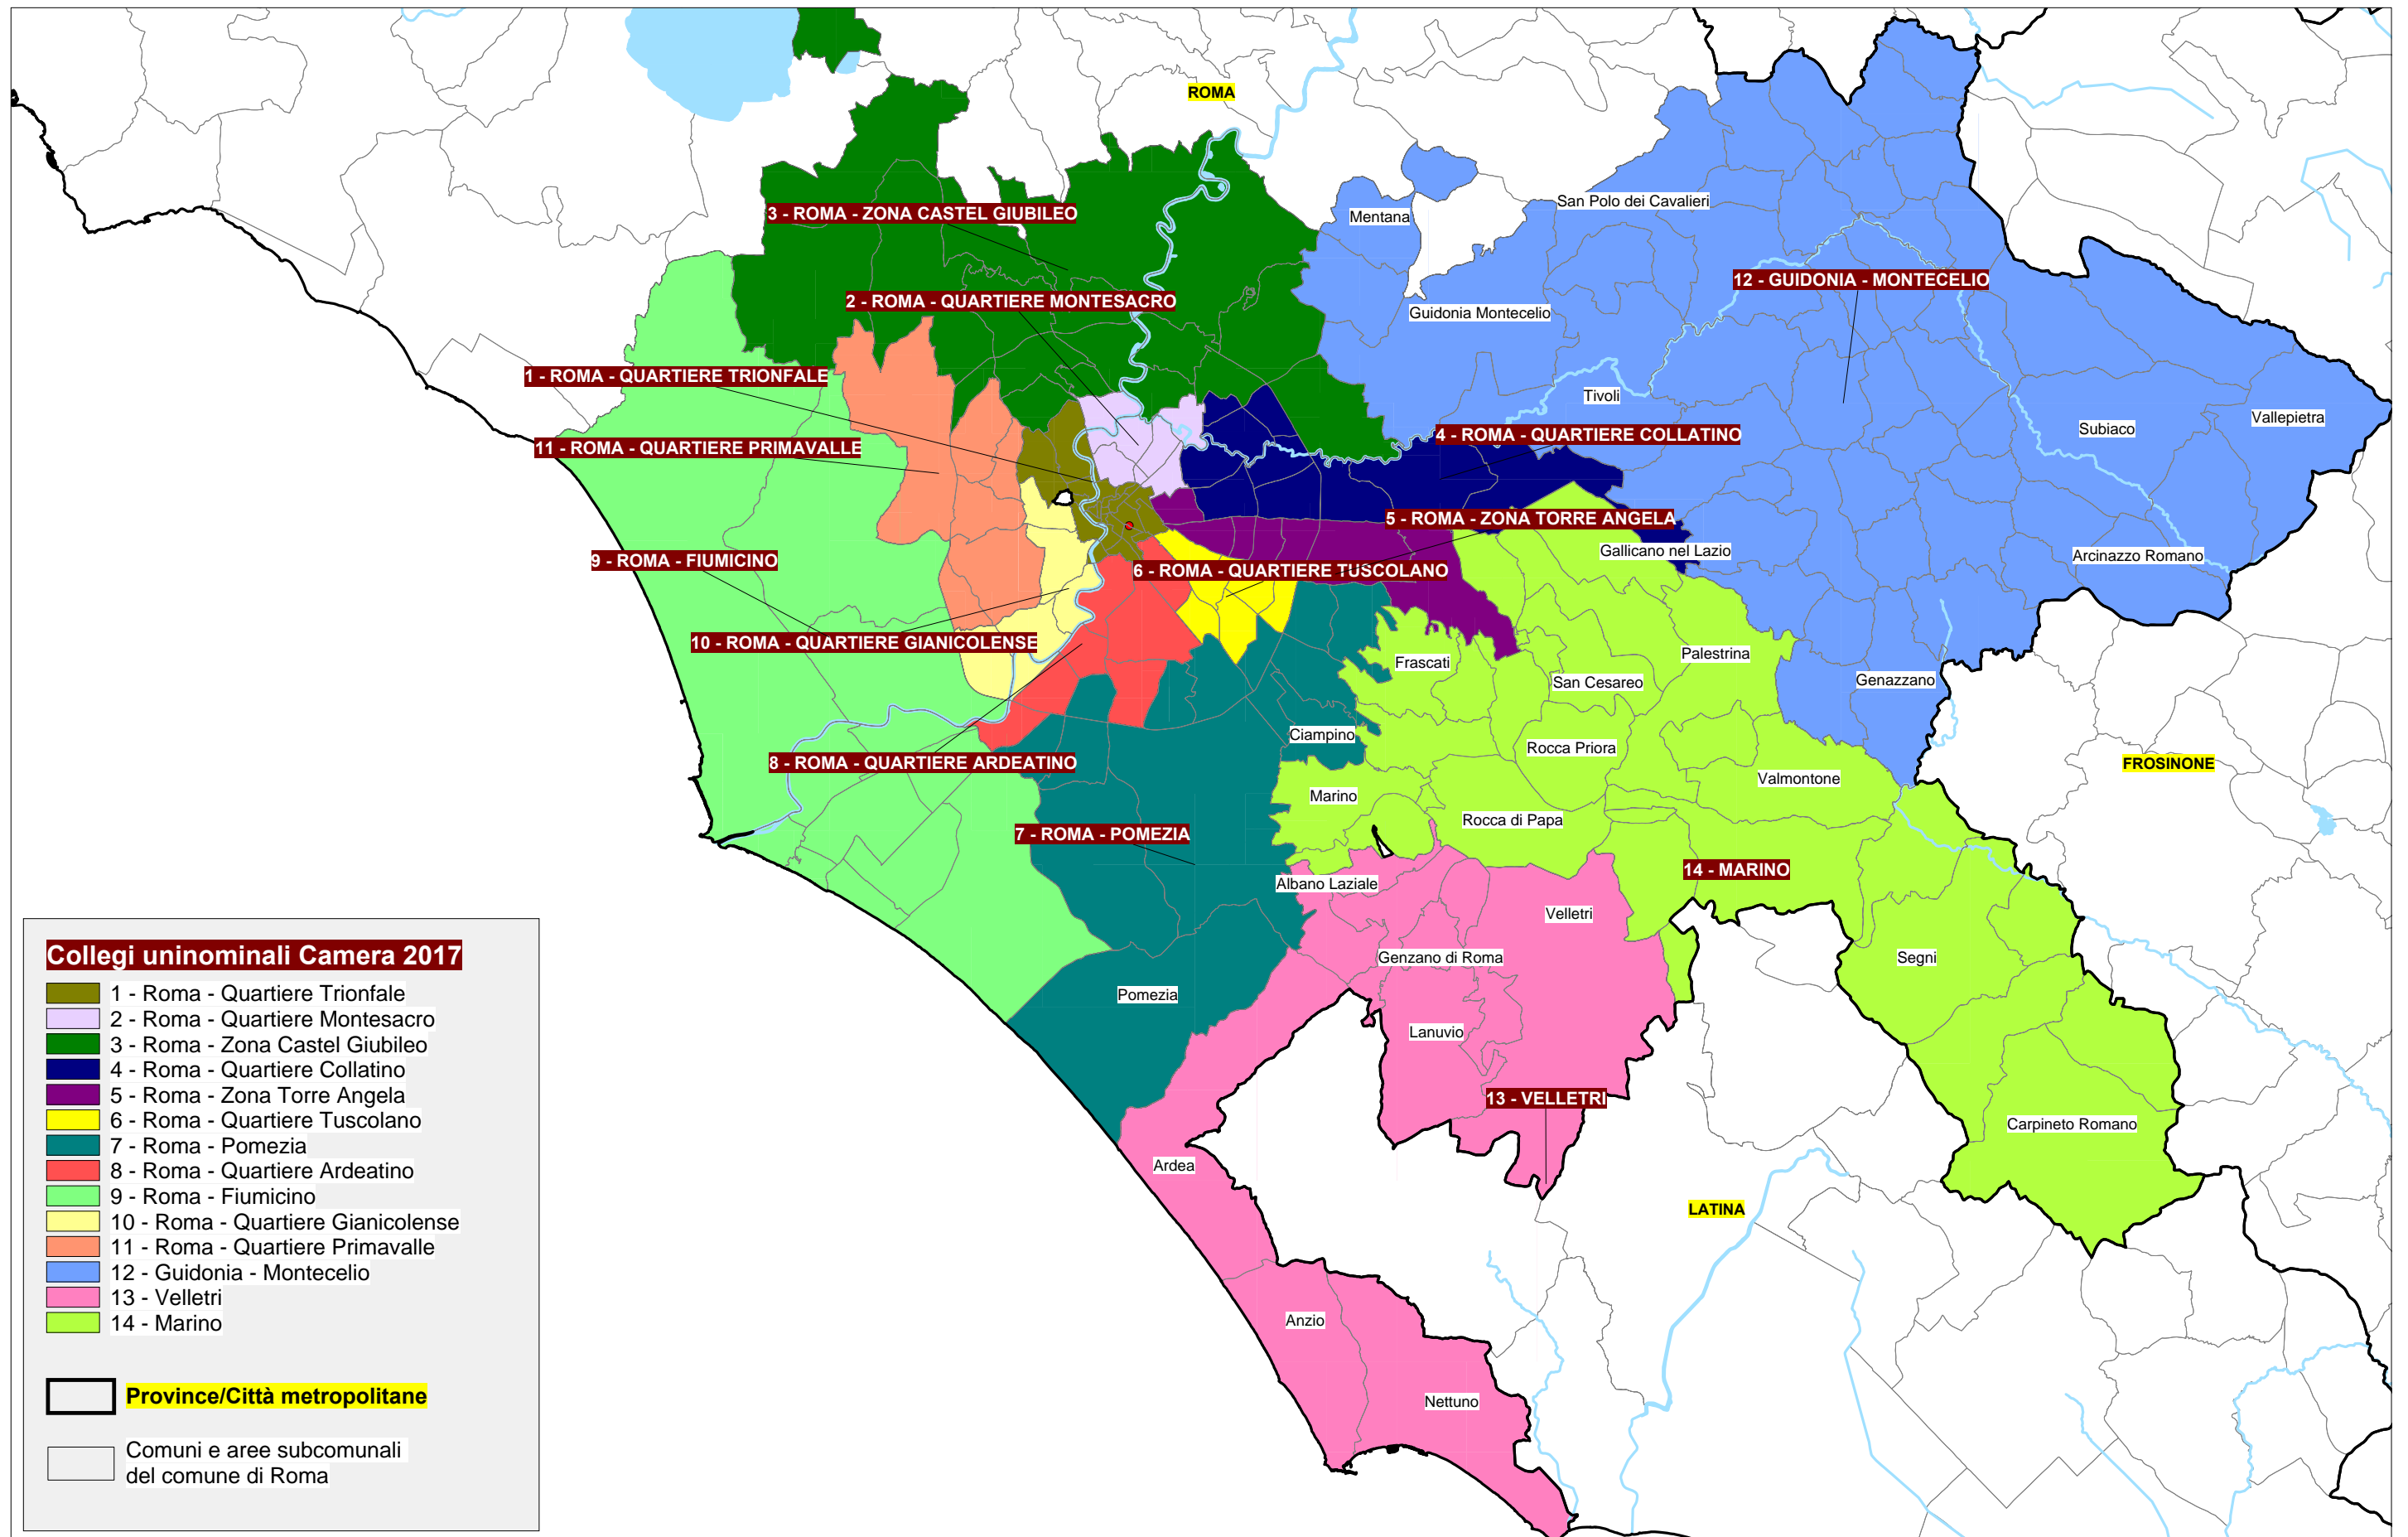 ROMA
San Polo dei Cavalieri
3 - ROMA - ZONA CASTEL GIUBILEO
Mentana
12 - GUIDONIA - MONTECELIO
2 - ROMA - QUARTIERE MONTESACRO
Guidonia Montecelio
1 - ROMA - QUARTIERE TRIONFALE
Tivoli
Vallepietra
Subiaco
4 - ROMA - QUARTIERE COLLATINO
11 - ROMA - QUARTIERE PRIMAVALLE
5 - ROMA - ZONA TORRE ANGELA
Gallicano nel Lazio
Arcinazzo Romano
9 - ROMA - FIUMICINO
6 - ROMA - QUARTIERE TUSCOLANO
10 - ROMA - QUARTIERE GIANICOLENSE
Palestrina
Frascati
San Cesareo
Genazzano
Ciampino
Rocca Priora
8 - ROMA - QUARTIERE ARDEATINO
FROSINONE
Valmontone
Marino
Rocca di Papa
7 - ROMA - POMEZIA
14 - MARINO
Albano Laziale
Velletri
Genzano di Roma
Segni
Pomezia
Lanuvio
13 - VELLETRI
Carpineto Romano
Ardea
LATINA
Anzio
Nettuno
Collegi uninominali Camera 2017
1 - Roma - Quartiere Trionfale
2 - Roma - Quartiere Montesacro
3 - Roma - Zona Castel Giubileo
4 - Roma - Quartiere Collatino
5 - Roma - Zona Torre Angela
6 - Roma - Quartiere Tuscolano
7 - Roma - Pomezia
8 - Roma - Quartiere Ardeatino
9 - Roma - Fiumicino
10 - Roma - Quartiere Gianicolense
11 - Roma - Quartiere Primavalle
12 - Guidonia - Montecelio
13 - Velletri
14 - Marino
Province/Città metropolitane
Comuni e aree subcomunali
del comune di Roma